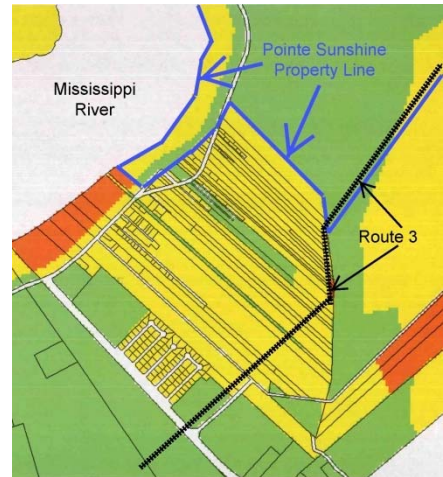 Pointe Sunshine
Property Line
Mississippi
River
Route 3